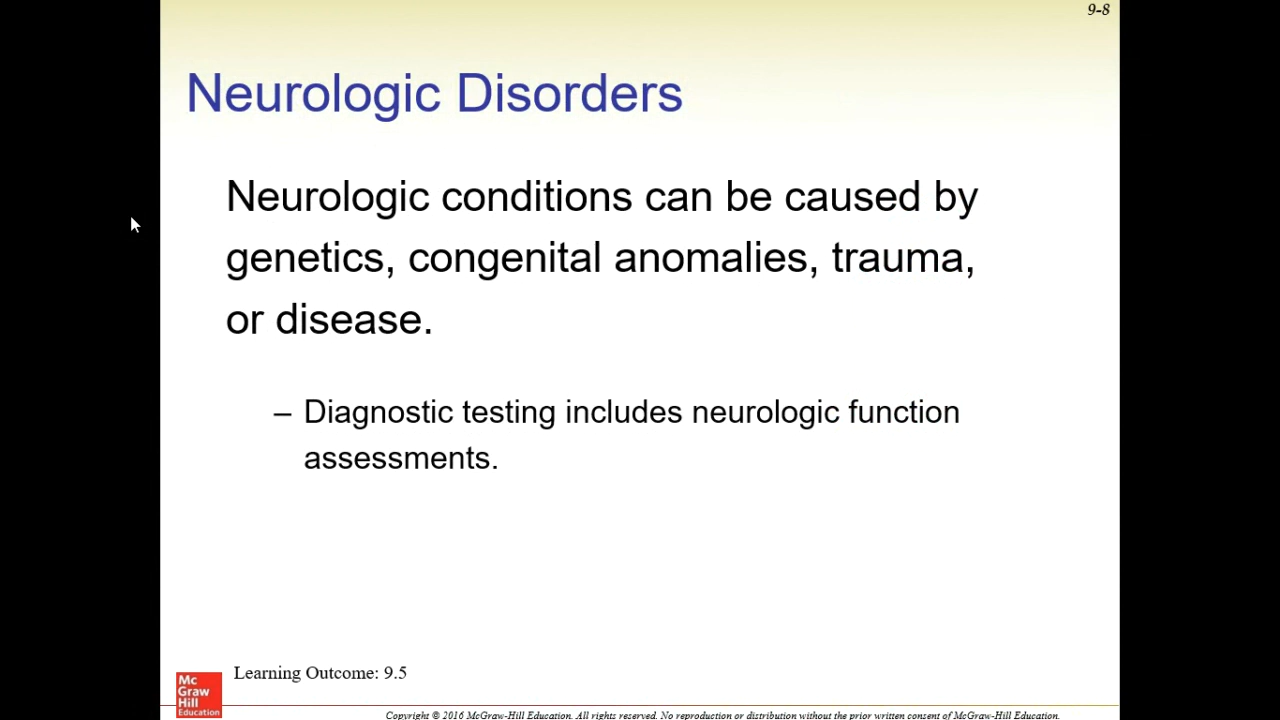 9-8
Neurologic Disorders
Neurologic conditions can be caused by
genetics, congenital anomalies, trauma,
or disease.
– Diagnostic testing includes neurologic function
assessments.
Learning Outcome: 9.5
Mc
Graw
Hill
Education
Copyright © 2016 McGraw-Hill Education. All rights reserved. No reproduction or distribution without the prior written consent of McGraw-Hill Education.